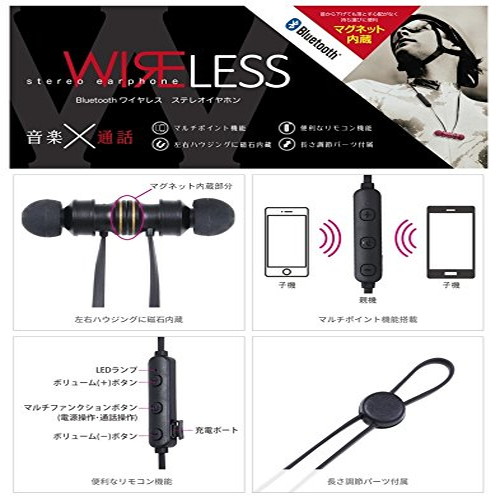 首から下げても落とす心配がなく
持ち運びに便利
マグネット
内蔵
Bluetooth®
WIRELESS
stereo earphone
Bluetooth ワイヤレス ステレオイヤホン
音楽×通話
マルチポイント機能
便利なリモコン機能
左右ハウジングに磁石内蔵
長さ調節パーツ付属
マグネット内蔵部分
左右ハウジングに磁石内蔵
子機
親機
子機
マルチポイント機能搭載
LEDランプ
ボリューム(+)ボタン
マルチファンクションボタン
(電源操作・通話操作)
充電ポート
ボリューム(−)ボタン
便利なリモコン機能
長さ調節パーツ付属